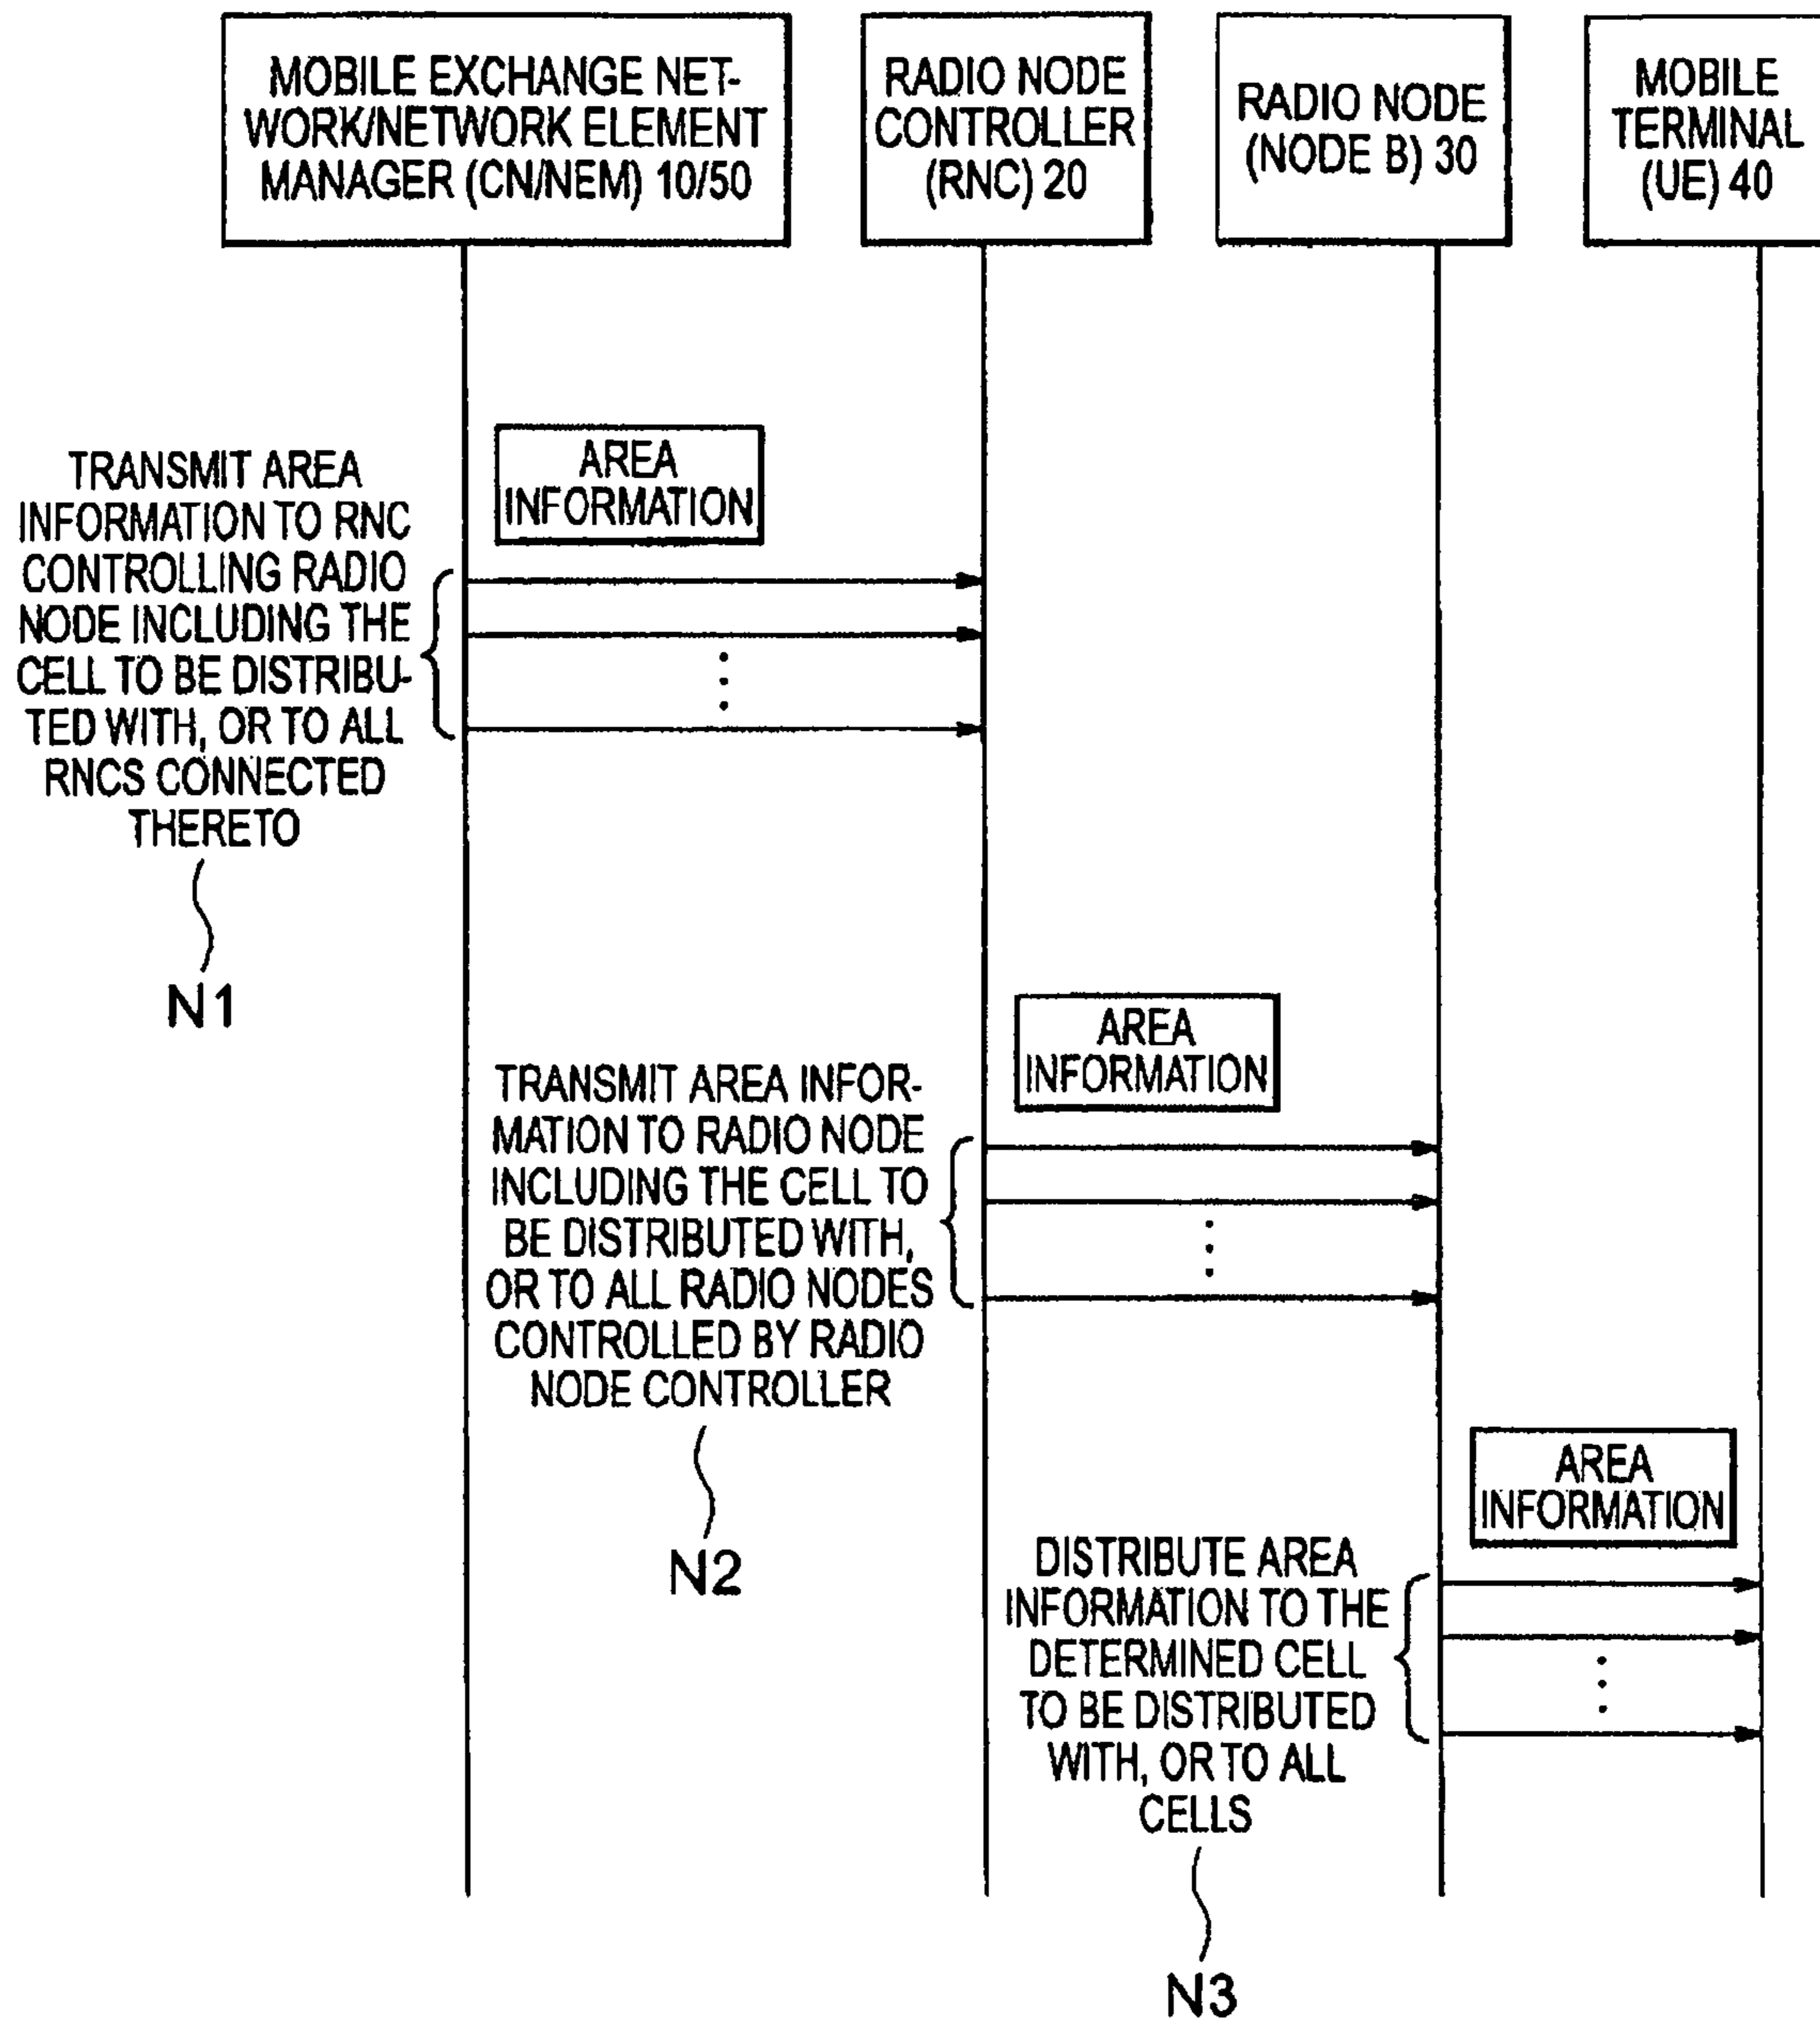 MOBILE EXCHANGE NET-
WORK/NETWORK ELEMENT
MANAGER (CN/NEM) 10/50
RADIO NODE
CONTROLLER
(RNC) 20
RADIO NODE
(NODE B) 30
MOBILE
TERMINAL
(UE) 40
AREA
INFORMATION
TRANSMIT AREA
INFORMATION TO RNC
CONTROLLING RADIO
NODE INCLUDING THE
CELL TO BE DISTRIBU-
TED WITH, OR TO ALL
RNCS CONNECTED
THERETO
N1
AREA
INFORMATION
TRANSMIT AREA INFOR-
MATION TO RADIO NODE
INCLUDING THE CELL TO
BE DISTRIBUTED WITH,
OR TO ALL RADIO NODES
CONTROLLED BY RADIO
NODE CONTROLLER
N2
AREA
INFORMATION
DISTRIBUTE AREA
INFORMATION TO THE
DETERMINED CELL
TO BE DISTRIBUTED
WITH, OR TO ALL
CELLS
N3